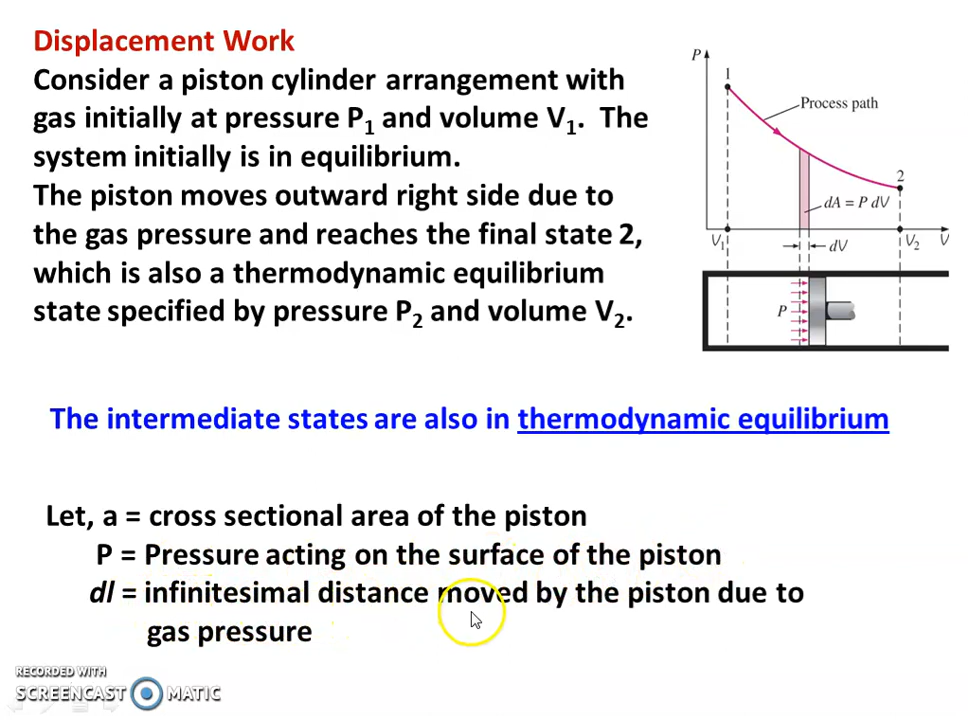 Displacement Work
Consider a piston cylinder arrangement with
gas initially at pressure P₁ and volume V₁. The
system initially is in equilibrium.
The piston moves outward right side due to
the gas pressure and reaches the final state 2,
which is also a thermodynamic equilibrium
state specified by pressure P₂ and volume V₂.
P
1
Process path
2
dA = P dV
V₁
dV
V₂
V
P
The intermediate states are also in thermodynamic equilibrium
Let, a = cross sectional area of the piston
P = Pressure acting on the surface of the piston
dl = infinitesimal distance moved by the piston due to
gas pressure
RECORDED WITH
SCREENCAST MATIC